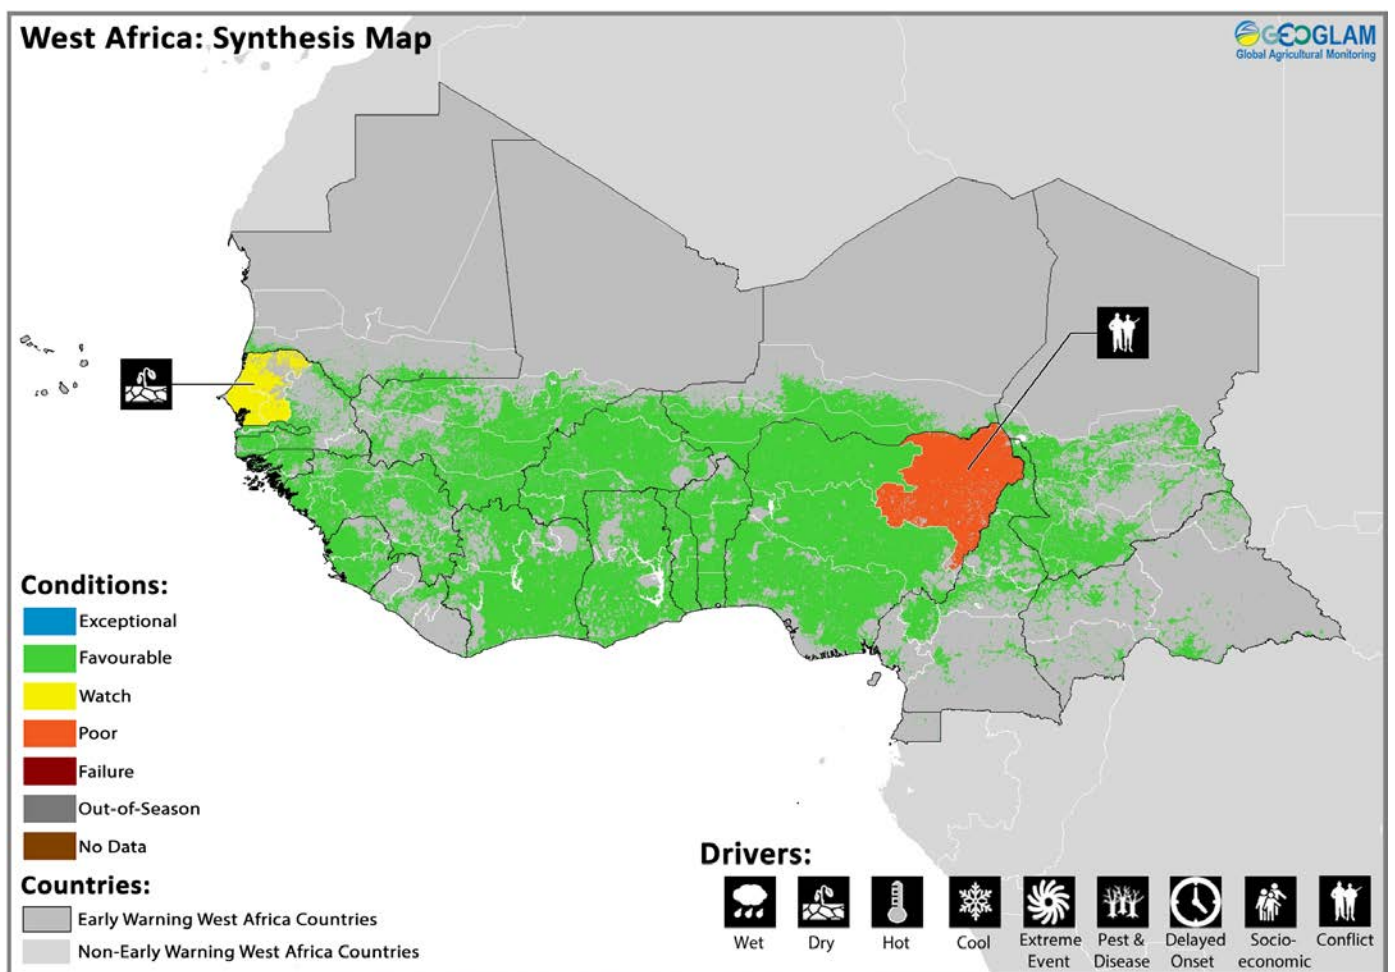 West Africa: Synthesis Map
GEOGLAM
Global Agricultural Monitoring
Conditions:
Exceptional
Favourable
Watch
Poor
Failure
Out-of-Season
No Data
Countries:
Early Warning West Africa Countries
Non-Early Warning West Africa Countries
Drivers:
Wet
Dry
Hot
Cool
Extreme
Event
Pest &
Disease
Delayed
Onset
Socio-
economic
Conflict